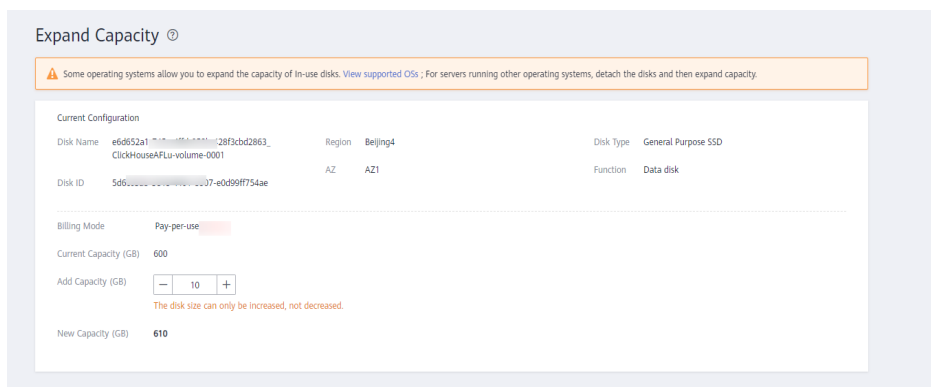 Expand Capacity ?
Some operating systems allow you to expand the capacity of In-use disks. View supported OSs ; For servers running other operating systems, detach the disks and then expand capacity.
Current Configuration
Disk Name e6d652a1 28f3cbd2863_ Region Beijing4 Disk Type General Purpose SSD
ClickHouseAFLu-volume-0001
AZ AZ1 Function Data disk
Disk ID 07-e0d99ff754ae
Billing Mode Pay-per-use
Current Capacity (GB) 600
Add Capacity (GB) − 10 +
The disk size can only be increased, not decreased.
New Capacity (GB) 610